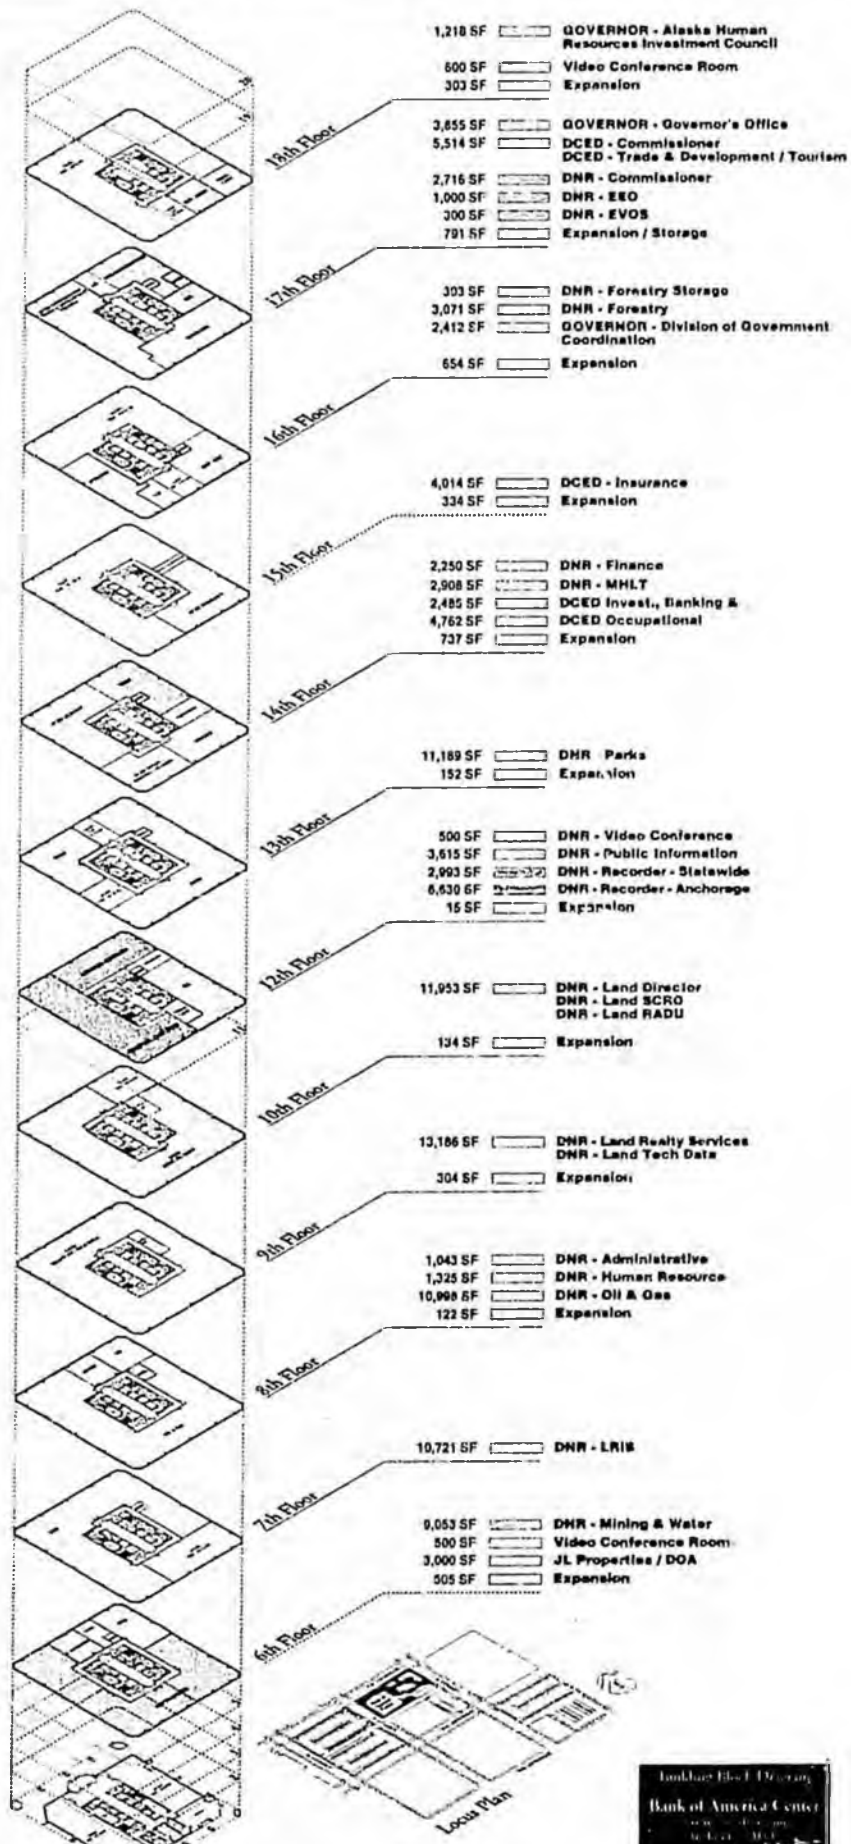 1,218 SF GOVERNOR - Alaska Human
Resources Investment Council
600 SF Video Conference Room
303 SF Expansion
18th Floor
3,855 SF GOVERNOR - Governor's Office
5,514 SF DCED - Commissioner
DCED - Trade & Development / Tourism
2,716 SF DNR - Commissioner
1,000 SF DNR - EEO
300 SF DNR - EVOS
791 SF Expansion / Storage
17th Floor
303 SF DNR - Forestry Storage
3,071 SF DNR - Forestry
2,412 SF GOVERNOR - Division of Government
Coordination
654 SF Expansion
16th Floor
4,014 SF DCED - Insurance
334 SF Expansion
15th Floor
2,250 SF DNR - Finance
2,908 SF DNR - MHLT
2,485 SF DCED Invest., Banking &
4,762 SF DCED Occupational
737 SF Expansion
14th Floor
11,189 SF DNR - Parks
152 SF Expansion
13th Floor
500 SF DNR - Video Conference
3,615 SF DNR - Public Information
2,993 SF DNR - Recorder - Statewide
6,630 SF DNR - Recorder - Anchorage
15 SF Expansion
12th Floor
11,953 SF DNR - Land Director
DNR - Land SCRO
DNR - Land RADU
134 SF Expansion
10th Floor
13,186 SF DNR - Land Realty Services
DNR - Land Tech Data
304 SF Expansion
9th Floor
1,043 SF DNR - Administrative
1,325 SF DNR - Human Resource
10,998 SF DNR - Oil & Gas
122 SF Expansion
8th Floor
10,721 SF DNR - LRIS
7th Floor
9,053 SF DNR - Mining & Water
500 SF Video Conference Room
3,000 SF JL Properties / DOA
505 SF Expansion
6th Floor
Locus Plan
Bank of America Center